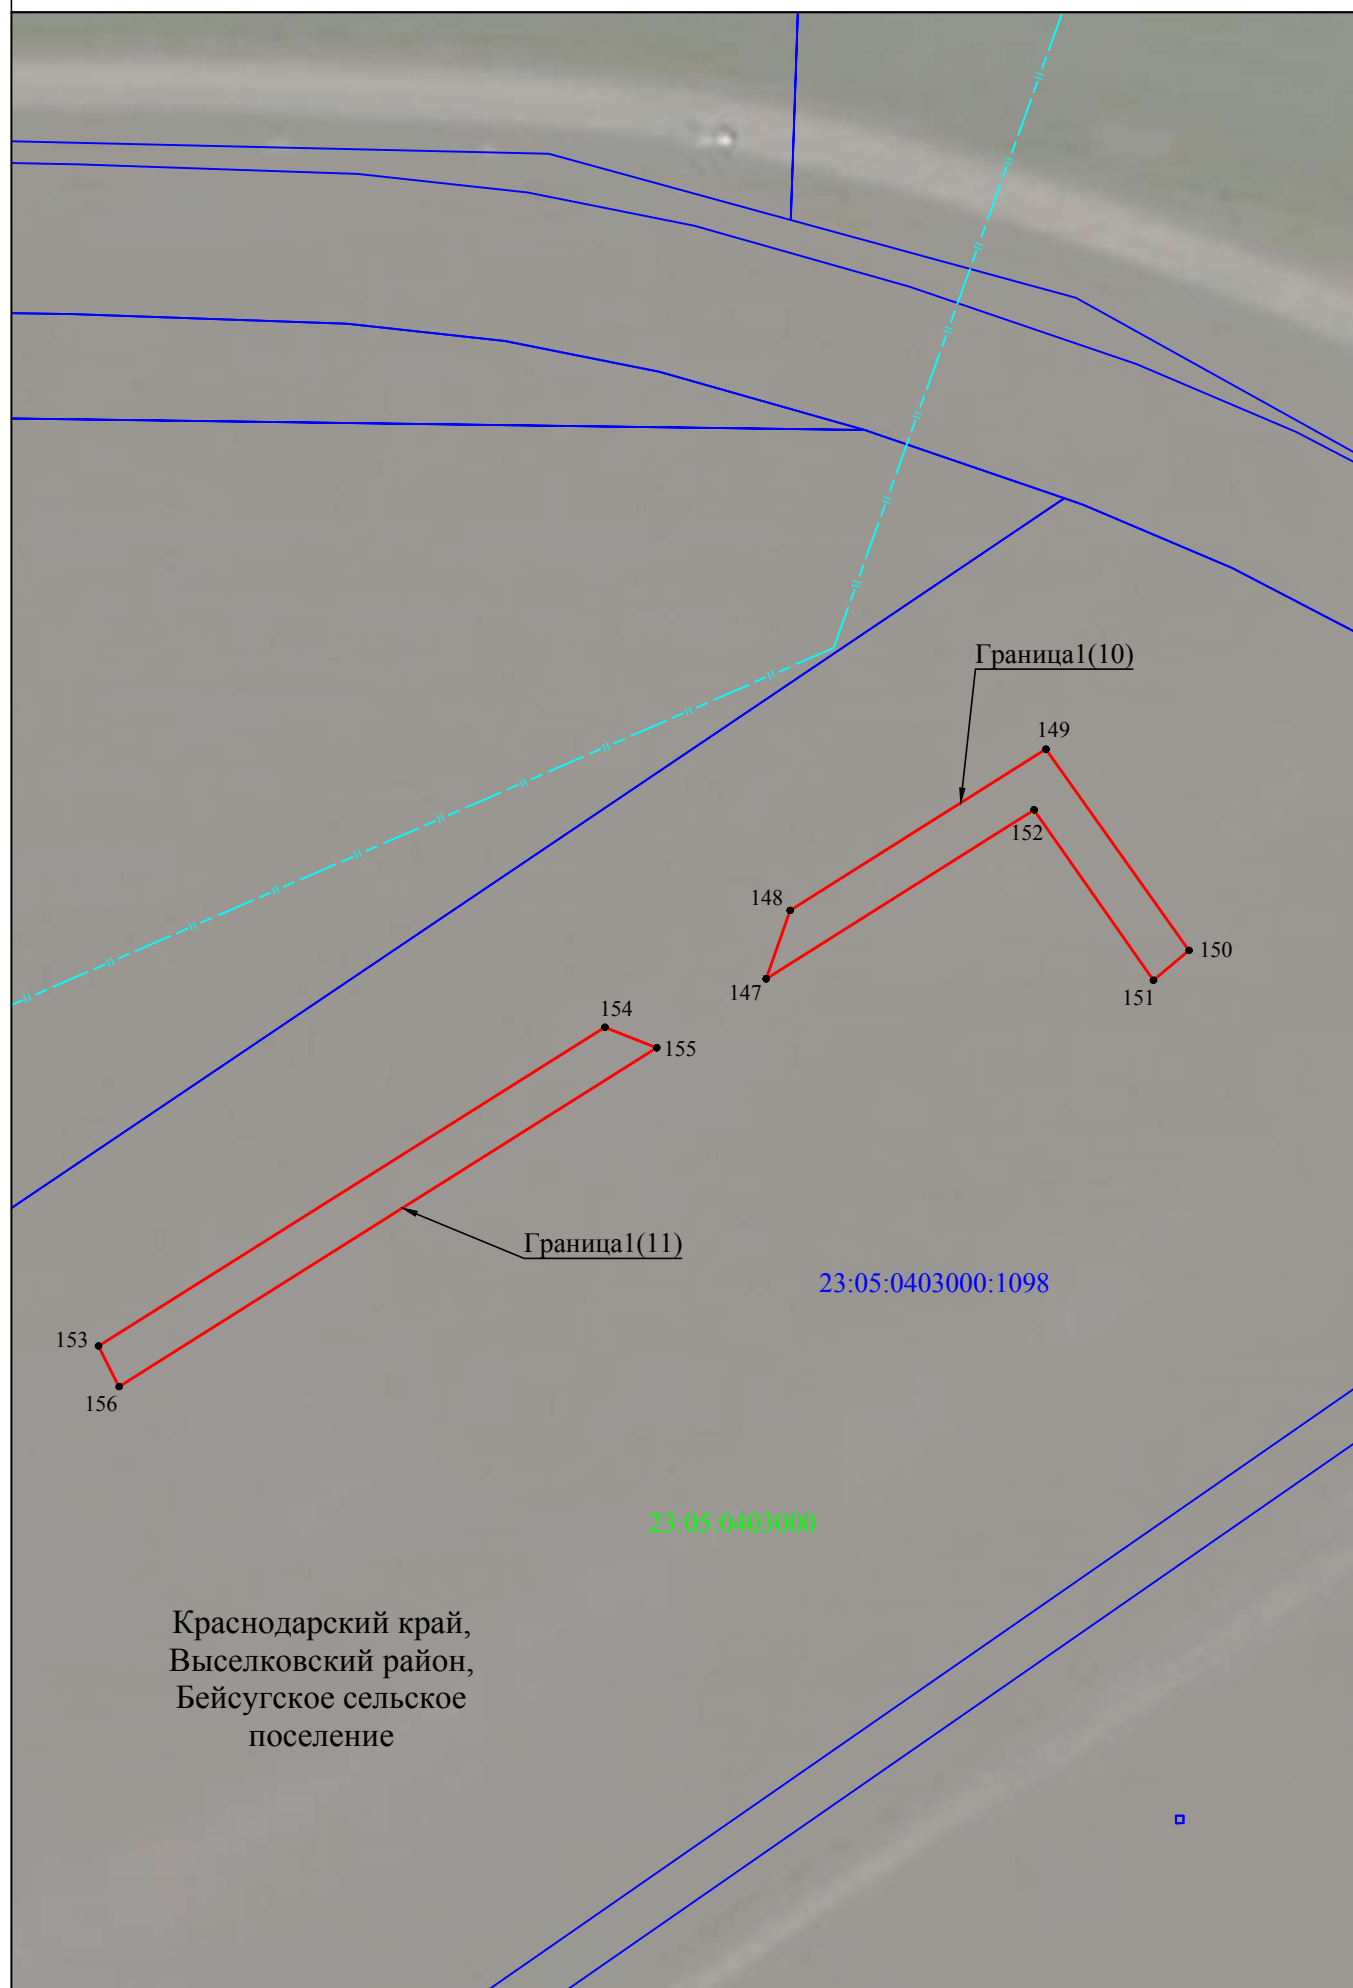 Граница1(10)
149
152
148
150
147
151
154
155
Граница1(11)
23:05:0403000:1098
153
156
23:05:0403000
Краснодарский край,
Выселковский район,
Бейсугское сельское
поселение